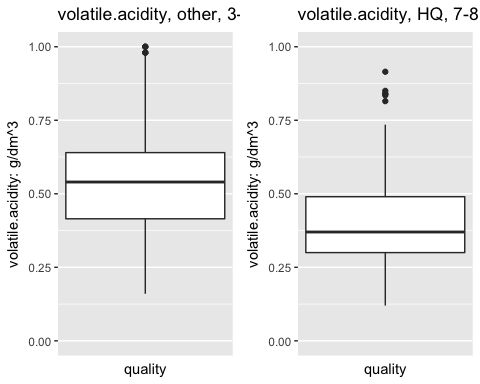 volatile.acidity, other, 3-
1.00
0.75
0.50
0.25
0.00
volatile.acidity: g/dm^3
quality
volatile.acidity, HQ, 7-8
1.00
0.75
0.50
0.25
0.00
volatile.acidity: g/dm^3
quality